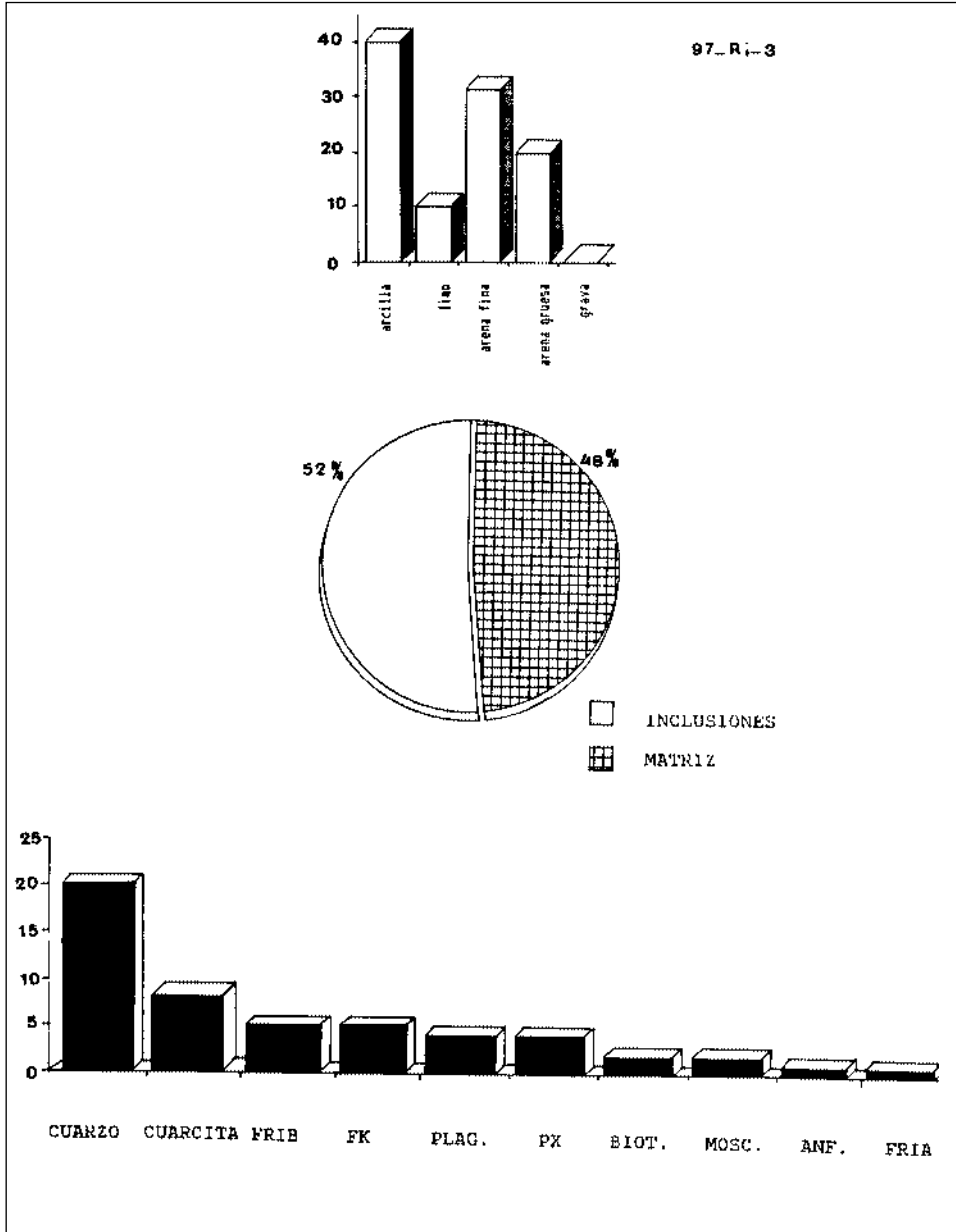 97_Ri_3
40
30
20
10
0
arcilla
limo
arena fina
arena gruesa
grava
52%
48%
INCLUSIONES
MATRIZ
25
20
15
10
5
0
CUARZO CUARCITA FRIB FK PLAG. PX BIOT. MOSC. ANF. FRIA